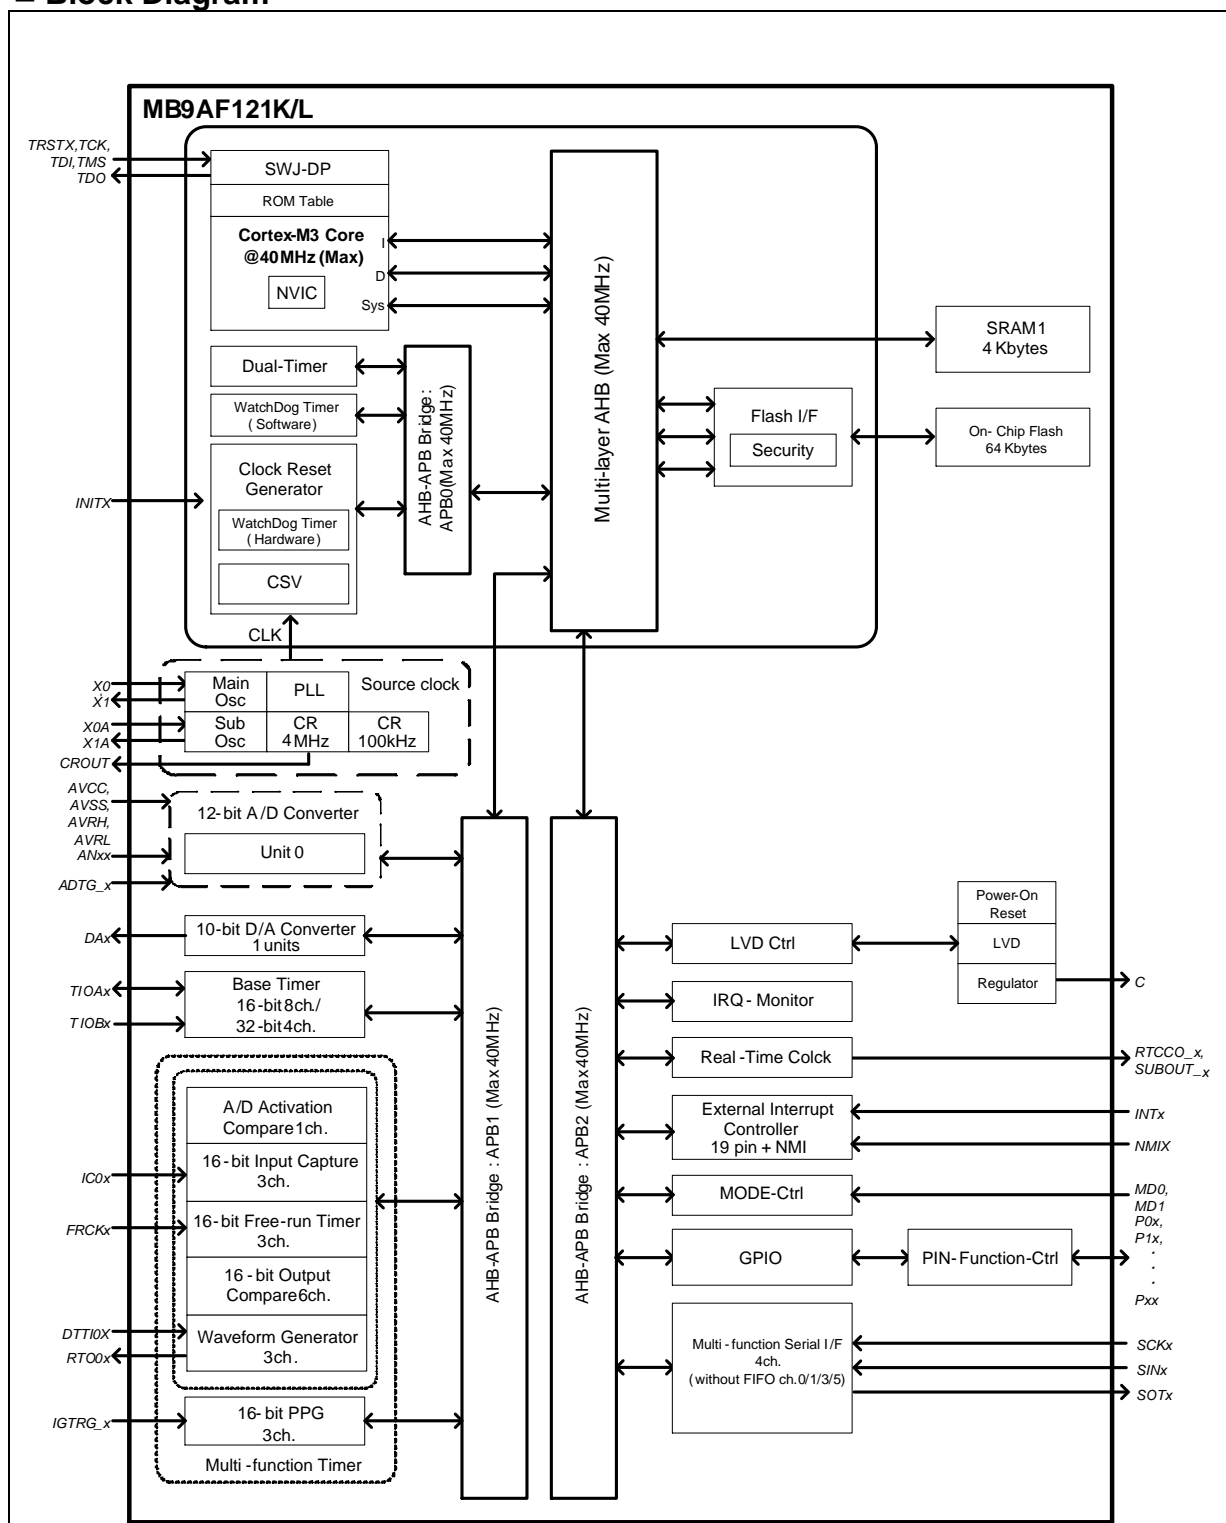 ■ Block Diagram
MB9AF121K/L
TRSTX,TCK,
TDI,TMS
TDO
SWJ-DP
ROM Table
Cortex-M3 Core
@40MHz (Max)
NVIC
I
D
Sys
Multi-layer AHB (Max 40MHz)
SRAM1
4 Kbytes
Dual-Timer
WatchDog Timer
(Software)
AHB-APB Bridge:
APB0(Max 40MHz)
Flash I/F
Security
On-Chip Flash
64 Kbytes
INITX
Clock Reset
Generator
WatchDog Timer
(Hardware)
CSV
CLK
X0
X1
X0A
X1A
CROUT
Main
Osc
PLL
Source clock
Sub
Osc
CR
4MHz
CR
100kHz
AVCC,
AVSS,
AVRH,
AVRL
ANxx
ADTG_x
12-bit A/D Converter
Unit 0
DAx
10-bit D/A Converter
1 units
TIOAx
TIOBx
Base Timer
16-bit 8ch./
32-bit 4ch.
AHB-APB Bridge : APB1 (Max 40MHz)
AHB-APB Bridge : APB2 (Max 40MHz)
LVD Ctrl
Power-On
Reset
LVD
Regulator
C
IRQ-Monitor
Real-Time Colck
RTCCO_x,
SUBOUT_x
External Interrupt
Controller
19 pin + NMI
INTx
NMIX
MODE-Ctrl
MD0,
MD1
GPIO
PIN-Function-Ctrl
P0x,
P1x,
.
.
.
Pxx
Multi-function Serial I/F
4ch.
(without FIFO ch.0/1/3/5)
SCKx
SINx
SOTx
A/D Activation
Compare 1ch.
IC0x
16-bit Input Capture
3ch.
FRCKx
16-bit Free-run Timer
3ch.
16-bit Output
Compare 6ch.
DTTI0X
RTO0x
Waveform Generator
3ch.
IGTRG_x
16-bit PPG
3ch.
Multi-function Timer